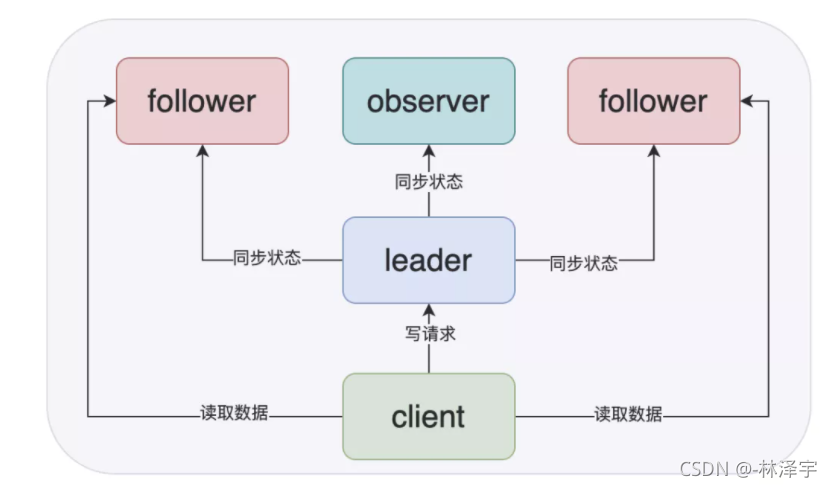 follower
observer
follower
同步状态
同步状态
leader
同步状态
写请求
读取数据
client
读取数据
CSDN @-林泽宇